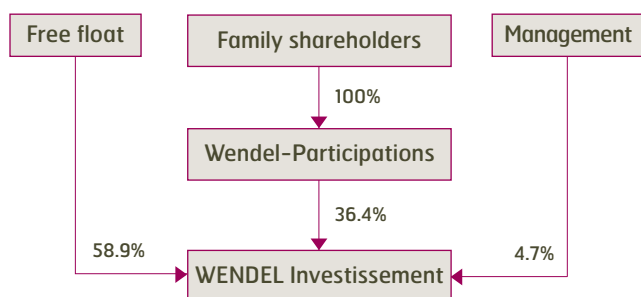 Free float
Family shareholders
Management
100%
Wendel-Participations
36.4%
58.9%
4.7%
WENDEL Investissement